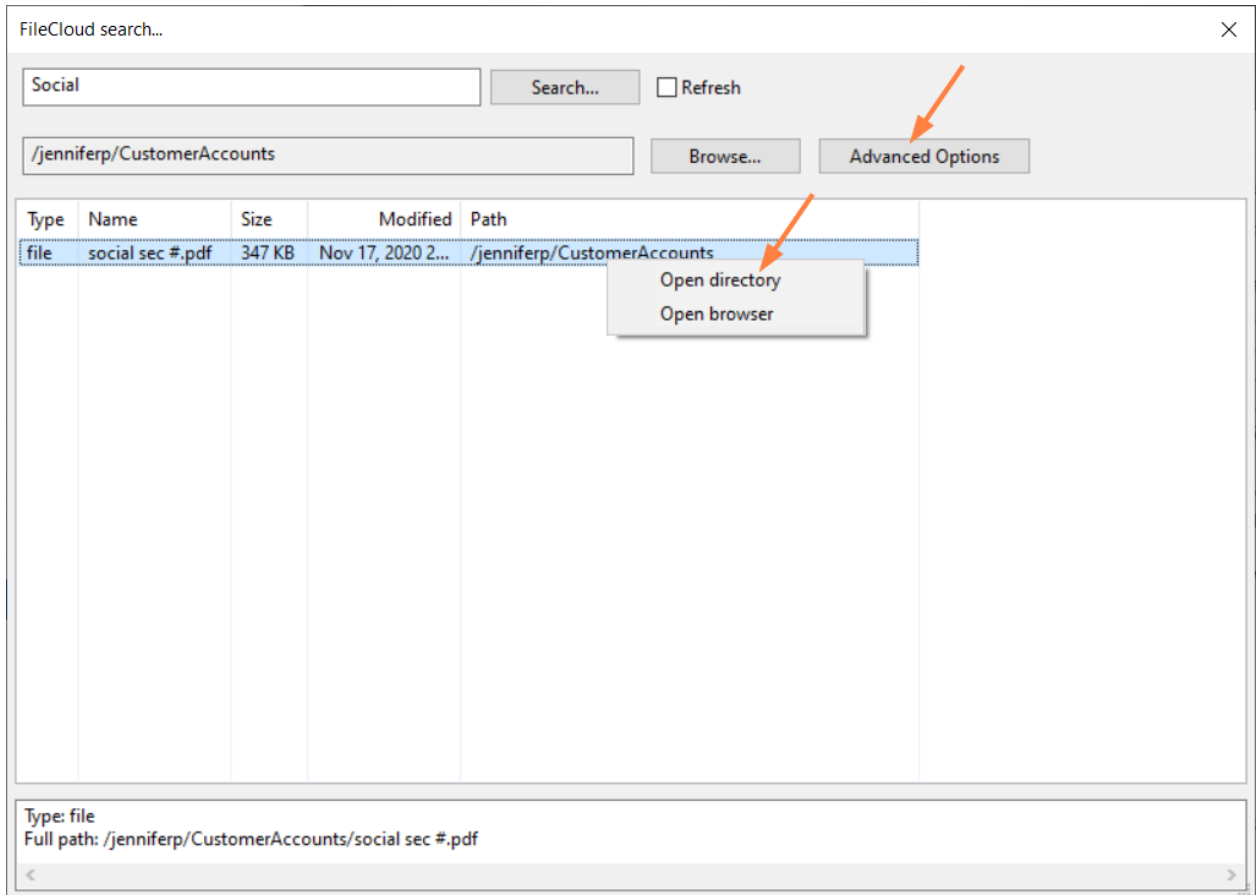 FileCloud search...
Social
Search...
Refresh
/jenniferp/CustomerAccounts
Browse...
Advanced Options
Type Name Size Modified Path
file social sec #.pdf 347 KB Nov 17, 2020 2... /jenniferp/CustomerAccounts
Open directory
Open browser
Type: file
Full path: /jenniferp/CustomerAccounts/social sec #.pdf